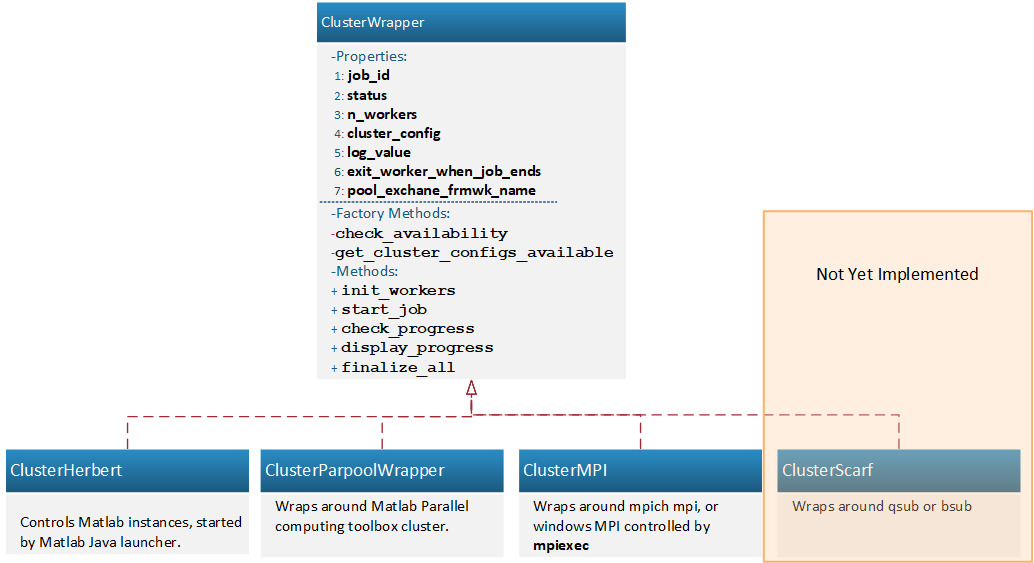 ClusterWrapper
-Properties:
1: job_id
2: status
3: n_workers
4: cluster_config
5: log_value
6: exit_worker_when_job_ends
7: pool_exchane_frmwk_name
-Factory Methods:
-check_availability
-get_cluster_configs_available
-Methods:
+ init_workers
+ start_job
+ check_progress
+ display_progress
+ finalize_all
Not Yet Implemented
ClusterHerbert
Controls Matlab instances, started
by Matlab Java launcher.
ClusterParpoolWrapper
Wraps around Matlab Parallel
computing toolbox cluster.
ClusterMPI
Wraps around mpich mpi, or
windows MPI controlled by
mpiexec
ClusterScarf
Wraps around qsub or bsub